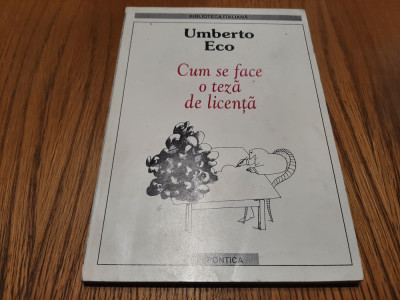 BIBLIOTECA ITALIANĂ
Umberto
Eco
Cum se face
o teză
de licență
PONTICA